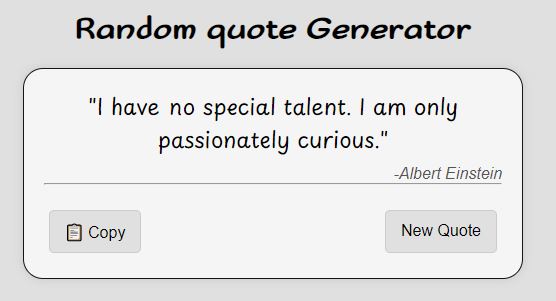 Random quote Generator
"I have no special talent. I am only
passionately curious."
-Albert Einstein
Copy
New Quote